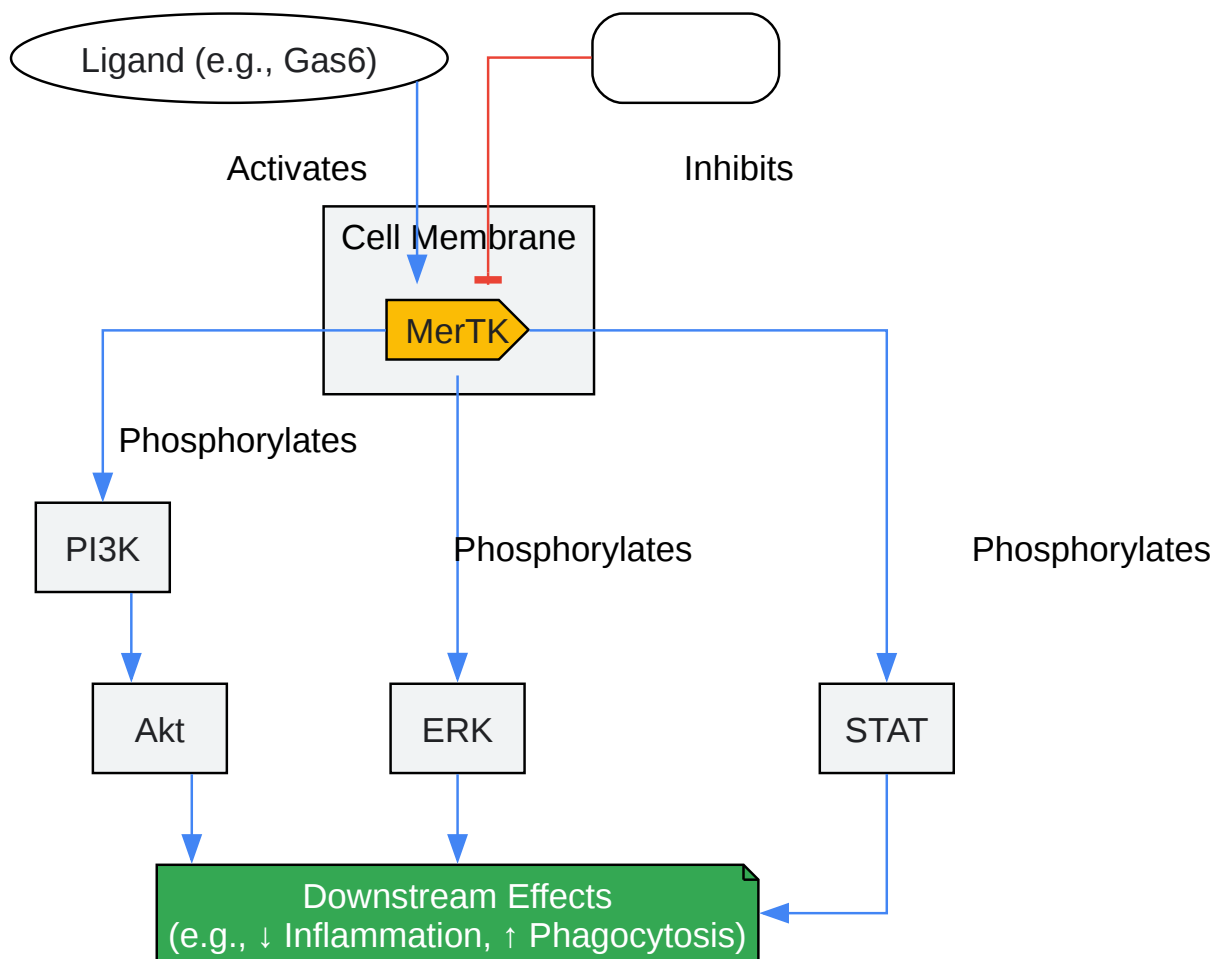 Ligand (e.g., Gas6)
Activates
Inhibits
Cell Membrane
MerTK
Phosphorylates
PI3K
Phosphorylates
Phosphorylates
Akt
ERK
STAT
Downstream Effects
(e.g., ↓ Inflammation, ↑ Phagocytosis)